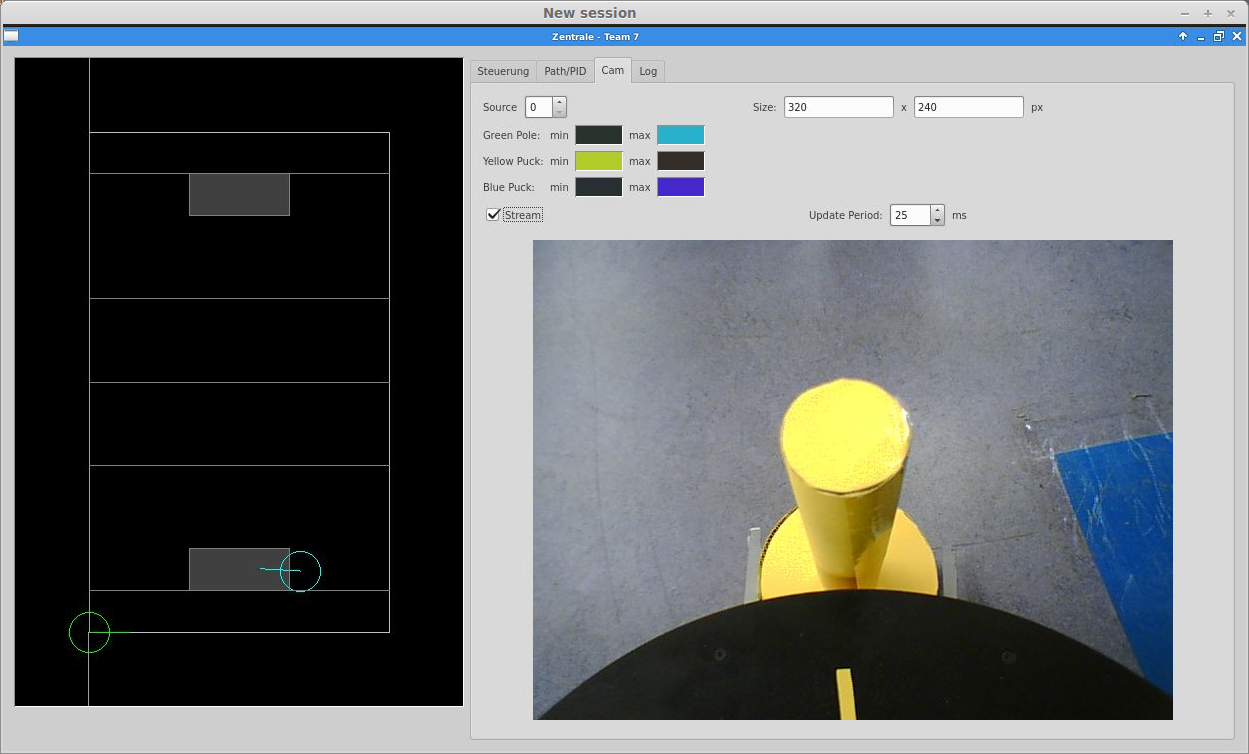 New session
Zentrale - Team 7
Steuerung Path/PID Cam Log
Source 0 Size: 320 x 240 px
Green Pole: min max
Yellow Puck: min max
Blue Puck: min max
Stream Update Period: 25 ms